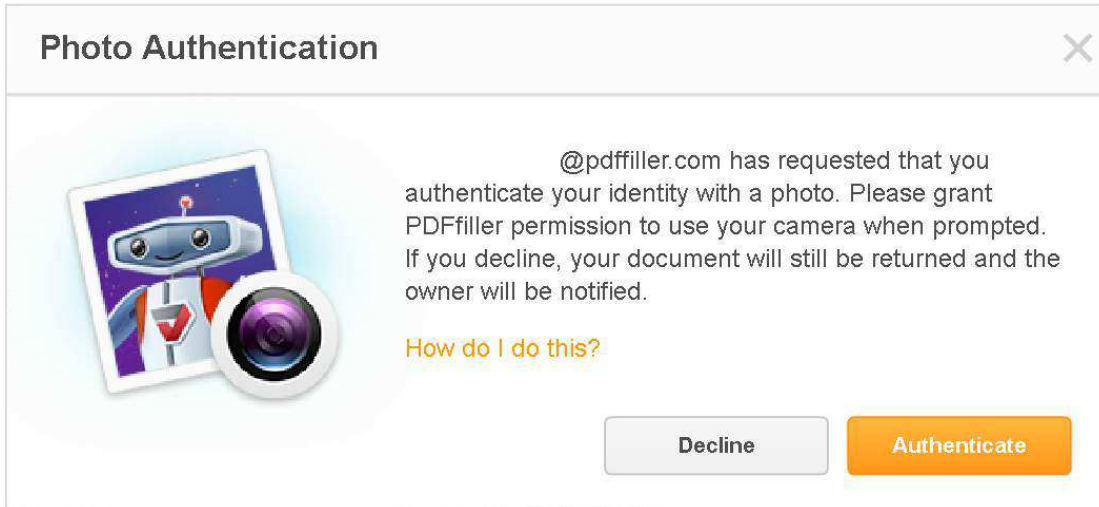 Photo Authentication
@pdffiller.com has requested that you
authenticate your identity with a photo. Please grant
PDFfiller permission to use your camera when prompted.
If you decline, your document will still be returned and the
owner will be notified.
How do I do this?
Decline
Authenticate